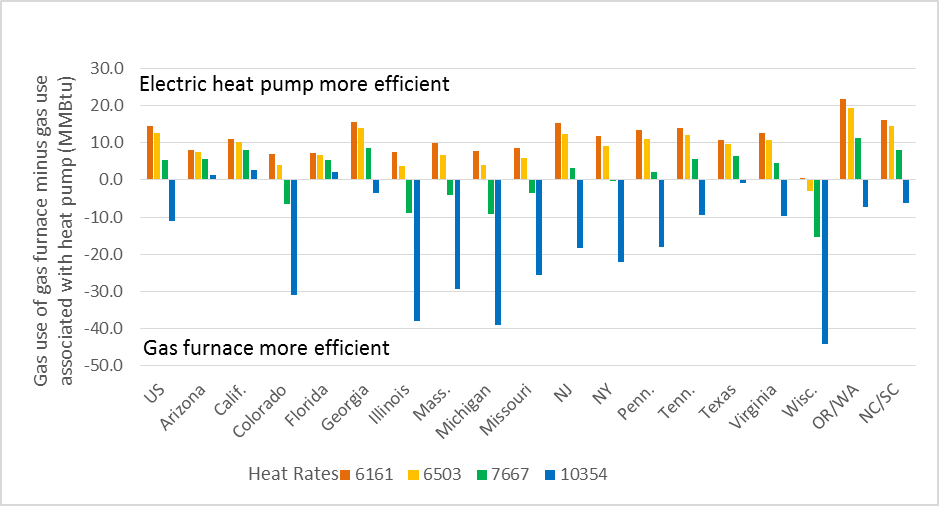 Gas use of gas furnace minus gas use
associated with heat pump (MMBtu)
30.0
20.0
10.0
0.0
-10.0
-20.0
-30.0
-40.0
-50.0
Electric heat pump more efficient
Gas furnace more efficient
US
Arizona
Calif.
Colorado
Florida
Georgia
Illinois
Mass.
Michigan
Missouri
NJ
NY
Penn.
Tenn.
Texas
Virginia
Wisc.
OR/WA
NC/SC
Heat Rates 6161 6503 7667 10354